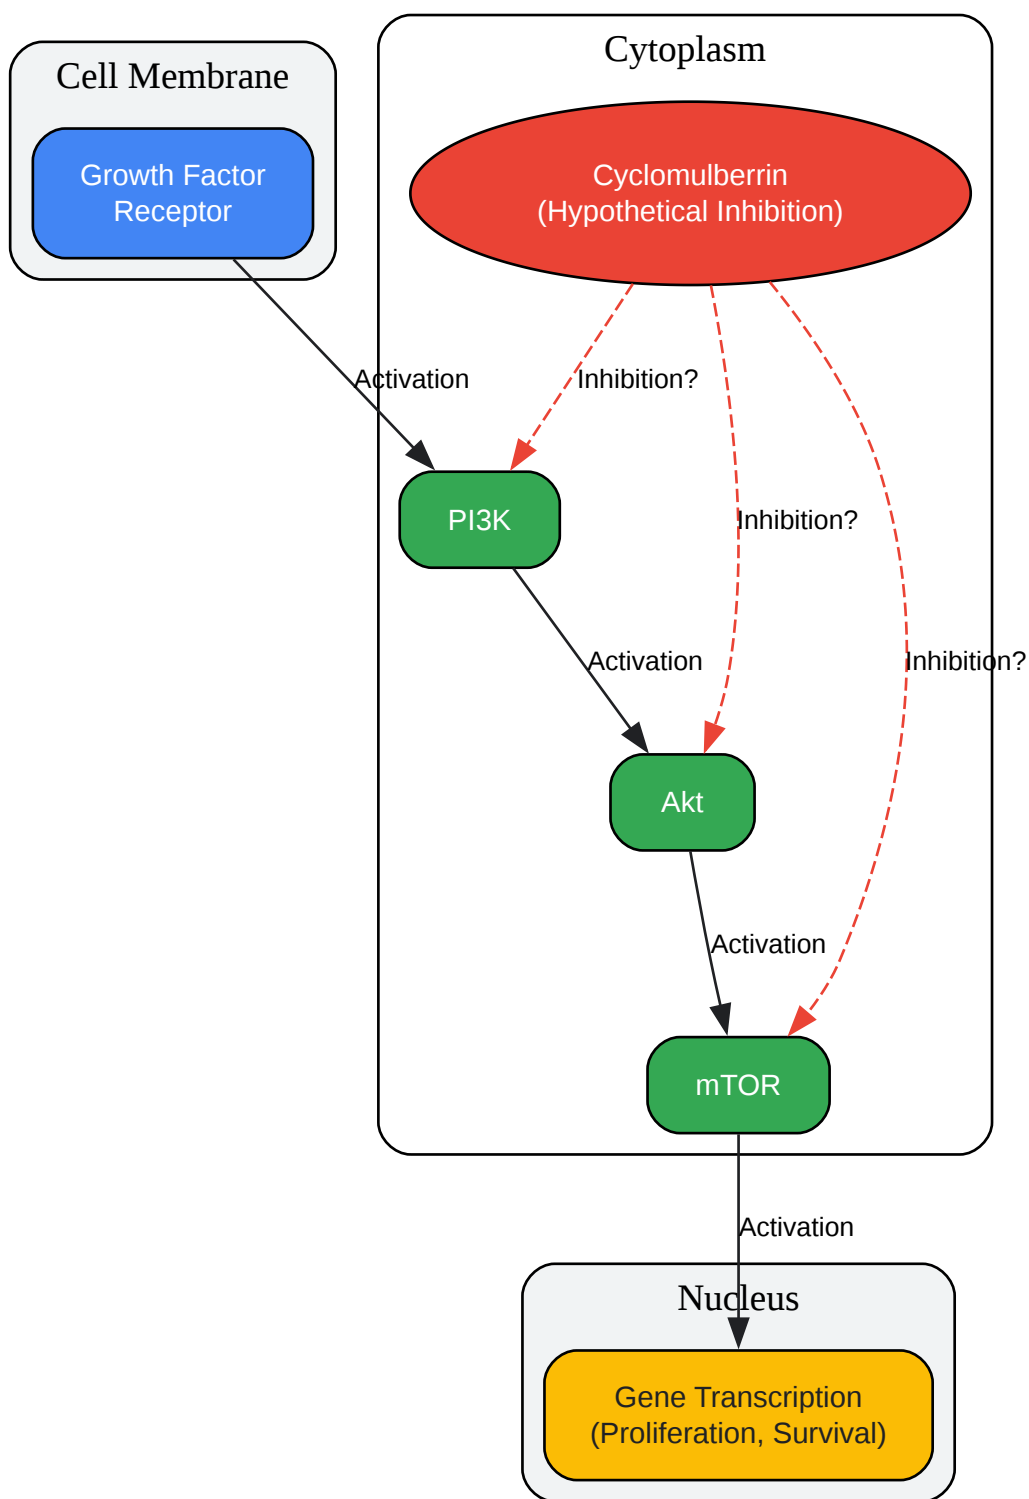 Cell Membrane
Growth Factor
Receptor
Cytoplasm
Cyclomulberrin
(Hypothetical Inhibition)
Activation
Inhibition?
PI3K
Inhibition?
Activation
Inhibition?
Akt
Activation
mTOR
Activation
Nucleus
Gene Transcription
(Proliferation, Survival)